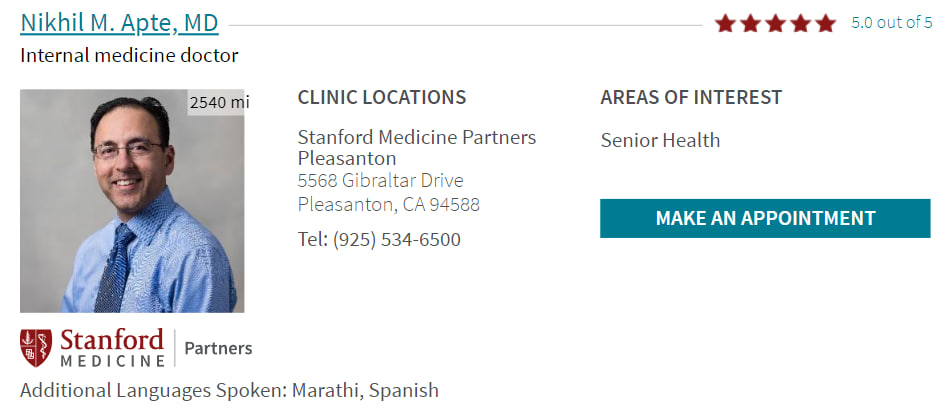 Nikhil M. Apte, MD
5.0 out of 5
Internal medicine doctor
2540 mi
CLINIC LOCATIONS
Stanford Medicine Partners
Pleasanton
5568 Gibraltar Drive
Pleasanton, CA 94588
Tel: (925) 534-6500
AREAS OF INTEREST
Senior Health
MAKE AN APPOINTMENT
Stanford
MEDICINE
Partners
Additional Languages Spoken: Marathi, Spanish